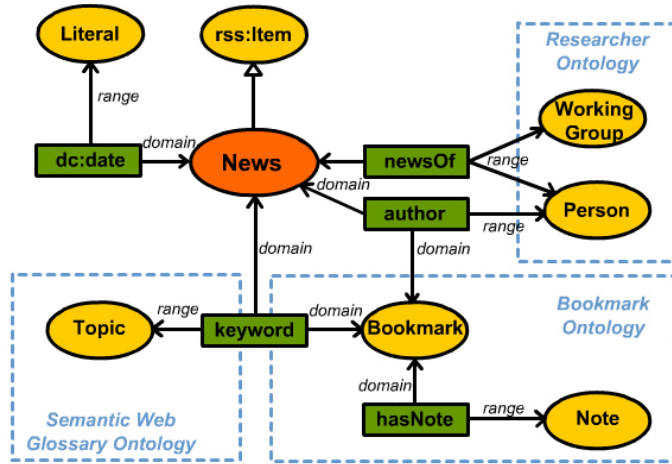 Literal
rss:Item
Researcher
Ontology
range
Working
Group
dc:date
domain
News
newsOf
range
domain
author
range
Person
domain
domain
Topic
range
keyword
domain
Bookmark
Bookmark
Ontology
domain
Semantic Web
Glossary Ontology
hasNote
range
Note